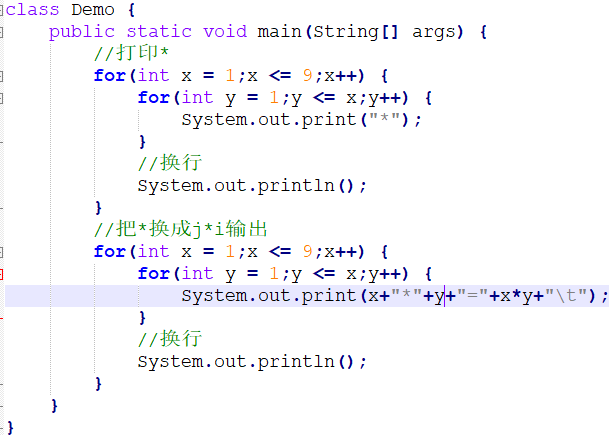 class Demo {
    public static void main(String[] args) {
        //打印*
        for(int x = 1;x <= 9;x++) {
            for(int y = 1;y <= x;y++) {
                System.out.print("*");
            }
            //换行
            System.out.println();
        }
        //把*换成j*i输出
        for(int x = 1;x <= 9;x++) {
            for(int y = 1;y <= x;y++) {
                System.out.print(x+"*"+y+"="+x*y+"\t");
            }
            //换行
            System.out.println();
        }
    }
}